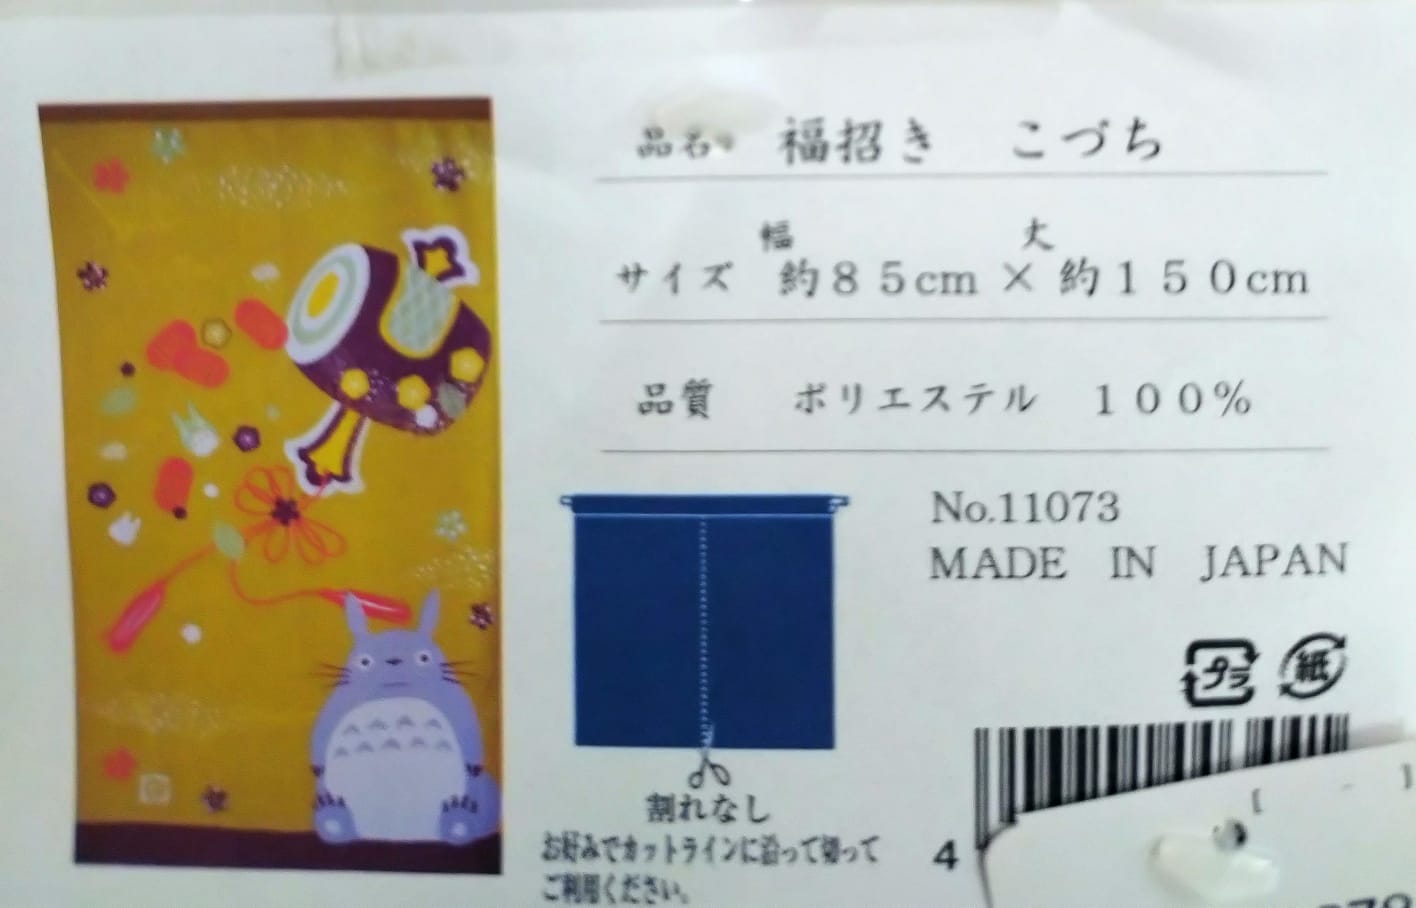 品名 福招き こづち
幅 丈
サイズ 約85cm×約150cm
品質 ポリエステル 100%
No.11073
MADE IN JAPAN
プラ 紙
割れなし
お好みでカットラインに沿って切って
ご利用ください。
4